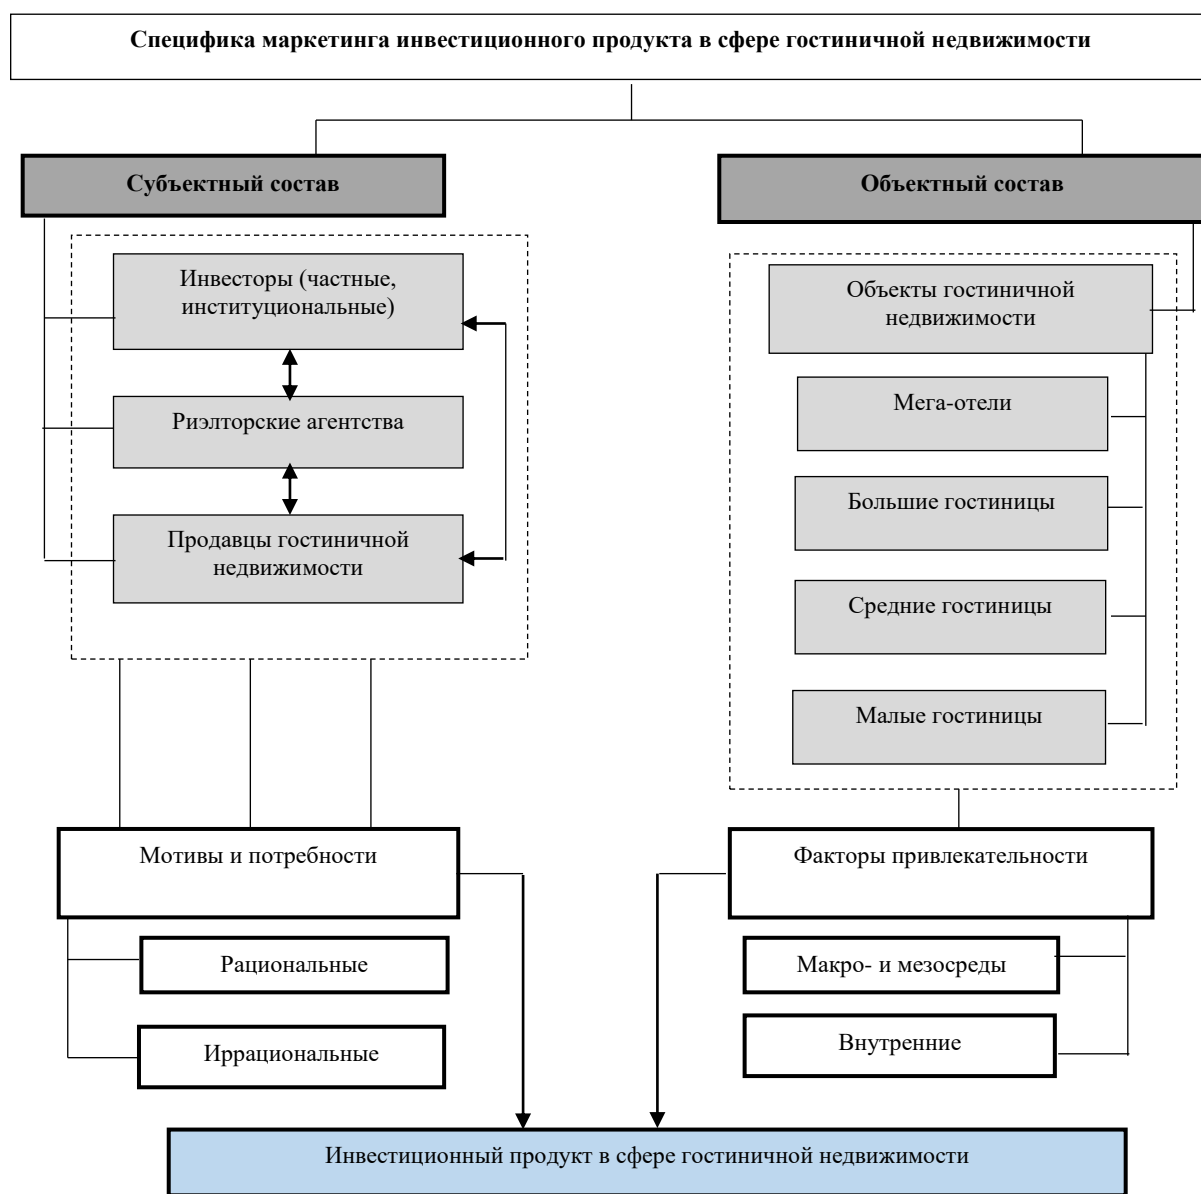 Специфика маркетинга инвестиционного продукта в сфере гостиничной недвижимости
Субъектный состав
Инвесторы (частные,
институциональные)
Риэлторские агентства
Продавцы гостиничной
недвижимости
Мотивы и потребности
Рациональные
Иррациональные
Объектный состав
Объекты гостиничной
недвижимости
Мега-отели
Большие гостиницы
Средние гостиницы
Малые гостиницы
Факторы привлекательности
Макро- и мезосреды
Внутренние
Инвестиционный продукт в сфере гостиничной недвижимости